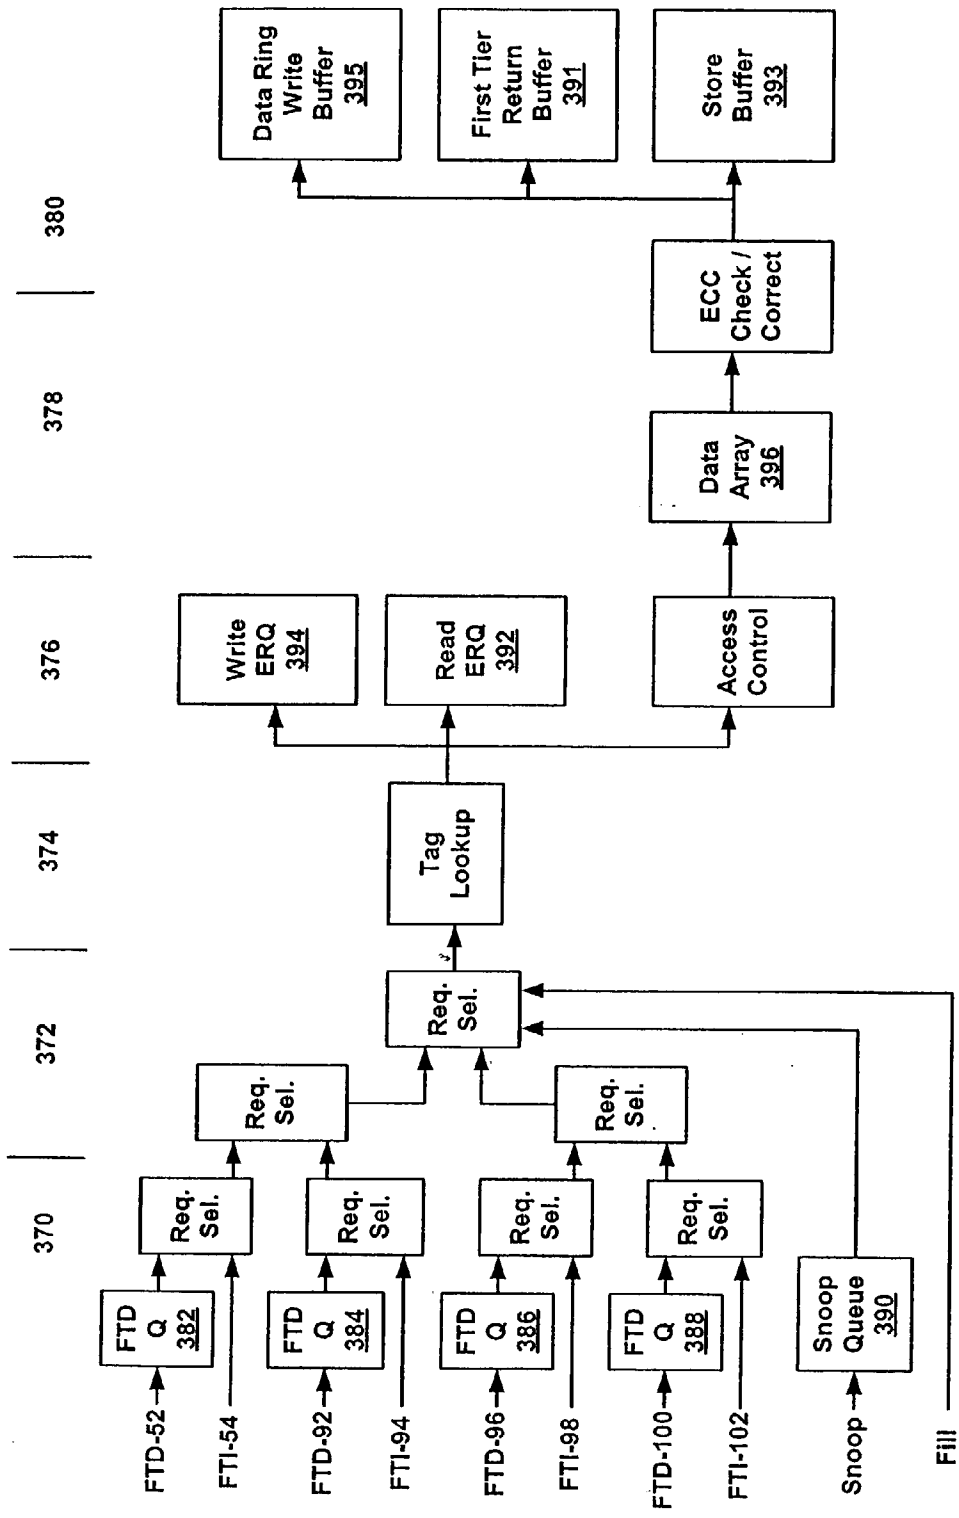 370
372
374
376
378
380
FTD-52
FTD
Q
382
FTI-54
Req.
Sel.
FTD-92
FTD
Q
384
FTI-94
Req.
Sel.
Req.
Sel.
FTD-96
FTD
Q
386
FTI-98
Req.
Sel.
FTD-100
FTD
Q
388
FTI-102
Req.
Sel.
Req.
Sel.
Snoop
Snoop
Queue
390
Fill
Req.
Sel.
Tag
Lookup
Write
ERQ
394
Read
ERQ
392
Access
Control
Data
Array
396
ECC
Check /
Correct
Data Ring
Write
Buffer
395
First Tier
Return
Buffer
391
Store
Buffer
393